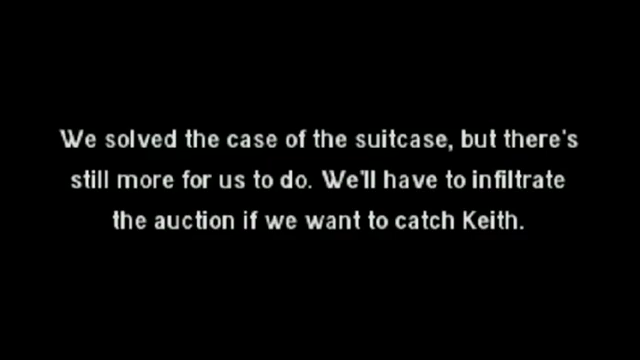 We solved the case of the suitcase, but there's
still more for us to do. We'll have to infiltrate
the auction if we want to catch Keith.